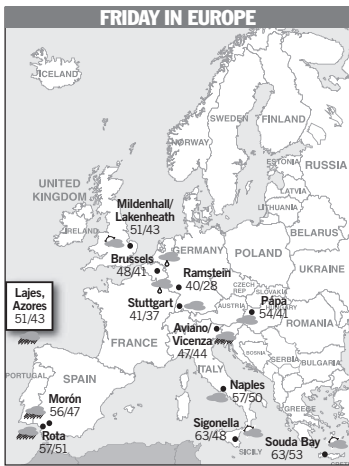 FRIDAY IN EUROPE
ICELAND
SWEDEN
FINLAND
NORWAY
ESTONIA
RUSSIA
LATVIA
LITHUANIA
UNITED
KINGDOM
Mildenhall/
Lakenheath
51/43
IRELAND
BELARUS
Brussels
48/41
GERMANY
POLAND
UKRAINE
Ramstein
40/28
CZECH
REP
SLOVAKIA
Lajes,
Azores
51/43
Stuttgart
41/37
AUSTRIA
Pápa
54/41
HUNGARY
ROMANIA
FRANCE
Aviano/
Vicenza
47/44
BOSNIA
SERBIA
BULGARIA
ITALY
PORTUGAL
SPAIN
Morón
56/47
Naples
57/50
GREECE
Rota
57/51
Sigonella
63/48
SICILY
Souda Bay
63/53